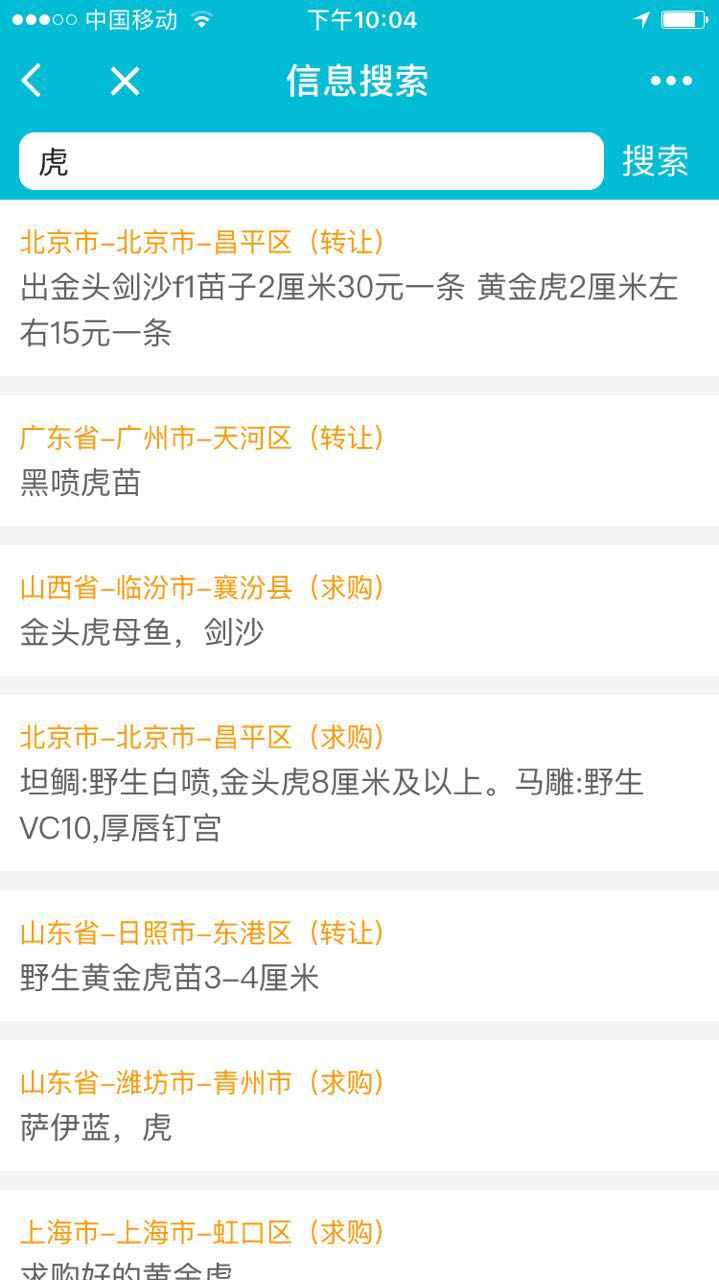 中国移动 下午10:04
信息搜索
虎 搜索
北京市-北京市-昌平区（转让）
出金头剑沙f1苗子2厘米30元一条 黄金虎2厘米左
右15元一条
广东省-广州市-天河区（转让）
黑喷虎苗
山西省-临汾市-襄汾县（求购）
金头虎母鱼，剑沙
北京市-北京市-昌平区（求购）
坦鲷:野生白喷,金头虎8厘米及以上。马雕:野生
VC10,厚唇钉宫
山东省-日照市-东港区（转让）
野生黄金虎苗3-4厘米
山东省-潍坊市-青州市（求购）
萨伊蓝，虎
上海市-上海市-虹口区（求购）
求购好的黄金虎